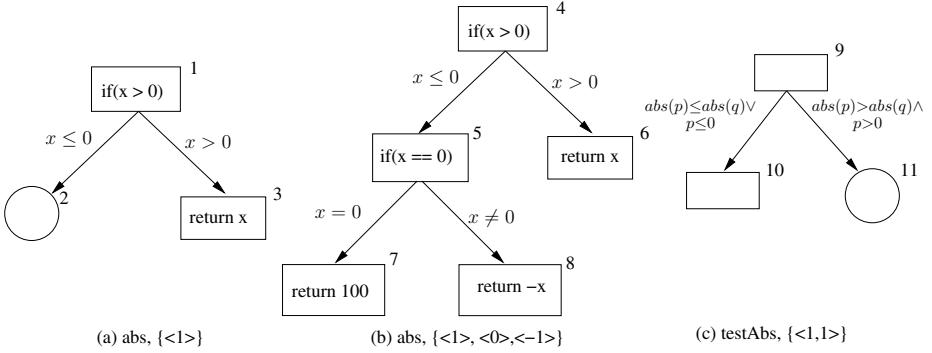 1
if(x > 0)
x ≤ 0
x > 0
2
3
return x
(a) abs, {<1>}
4
if(x > 0)
x ≤ 0
x > 0
5
if(x == 0)
6
return x
x = 0
x ≠ 0
7
return 100
8
return −x
(b) abs, {<1>, <0>,<−1>}
9
abs(p)≤abs(q)∨
p≤0
abs(p)>abs(q)∧
p>0
10
11
(c) testAbs, {<1,1>}